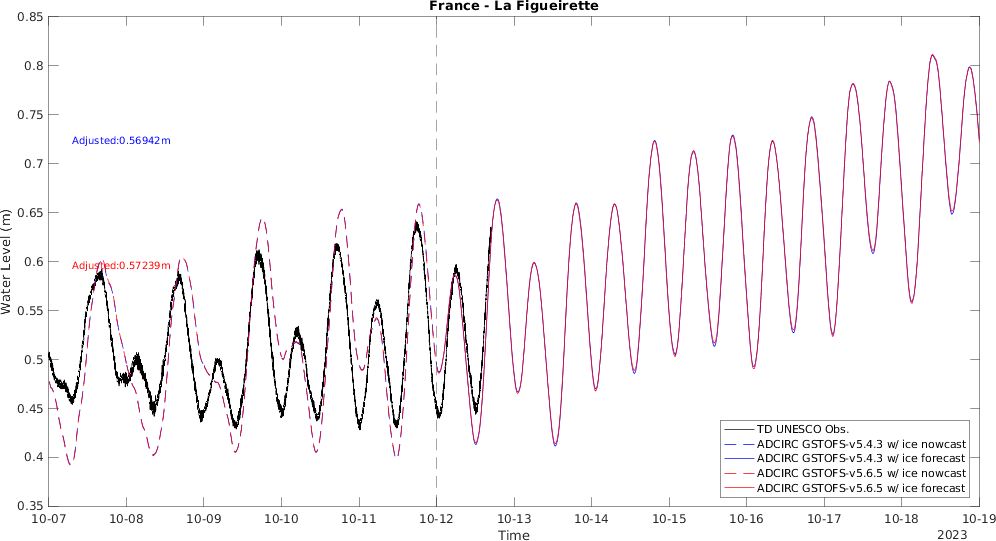 France - La Figueirette
0.85
0.8
0.75
0.7
0.65
0.6
0.55
0.5
0.45
0.4
0.35
Water Level (m)
Adjusted:0.56942m
Adjusted:0.57239m
TD UNESCO Obs.
ADCIRC GSTOFS-v5.4.3 w/ ice nowcast
ADCIRC GSTOFS-v5.4.3 w/ ice forecast
ADCIRC GSTOFS-v5.6.5 w/ ice nowcast
ADCIRC GSTOFS-v5.6.5 w/ ice forecast
10-07 10-08 10-09 10-10 10-11 10-12 10-13 10-14 10-15 10-16 10-17 10-18 10-19
Time
2023